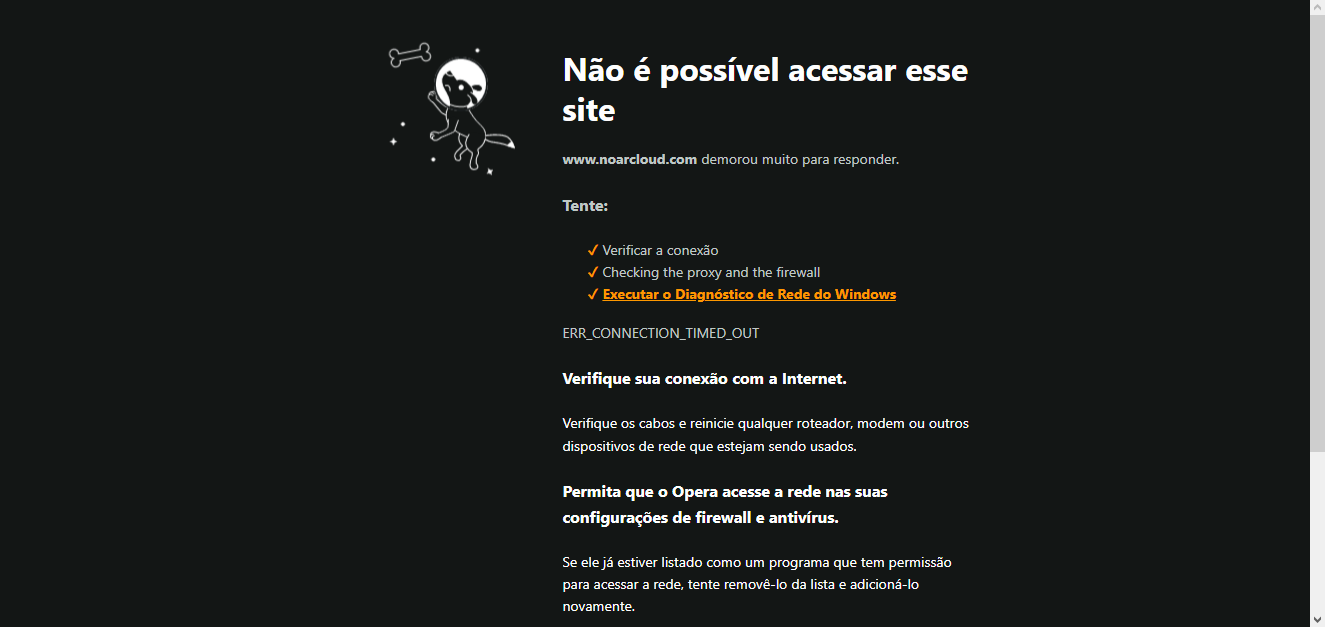 Não é possível acessar esse
site
www.noarcloud.com demorou muito para responder.
Tente:
✓ Verificar a conexão
✓ Checking the proxy and the firewall
✓ Executar o Diagnóstico de Rede do Windows
ERR_CONNECTION_TIMED_OUT
Verifique sua conexão com a Internet.
Verifique os cabos e reinicie qualquer roteador, modem ou outros
dispositivos de rede que estejam sendo usados.
Permita que o Opera acesse a rede nas suas
configurações de firewall e antivírus.
Se ele já estiver listado como um programa que tem permissão
para acessar a rede, tente removê-lo da lista e adicioná-lo
novamente.